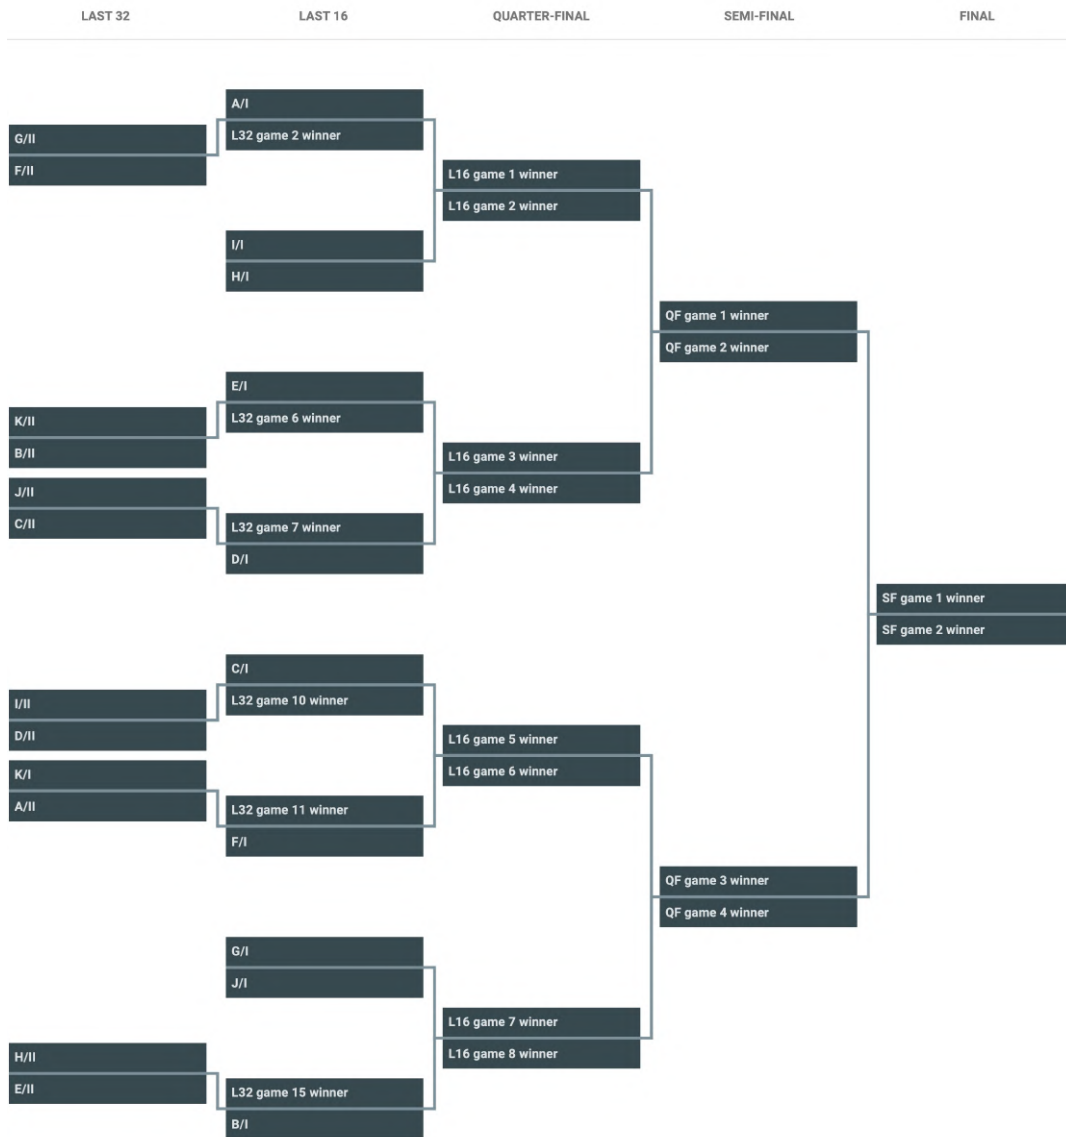 LAST 32
LAST 16
QUARTER-FINAL
SEMI-FINAL
FINAL
G/II
F/II
K/II
B/II
J/II
C/II
I/II
D/II
K/I
A/II
H/II
E/II
A/I
L32 game 2 winner
I/I
H/I
E/I
L32 game 6 winner
L32 game 7 winner
D/I
C/I
L32 game 10 winner
L32 game 11 winner
F/I
G/I
J/I
L32 game 15 winner
B/I
L16 game 1 winner
L16 game 2 winner
L16 game 3 winner
L16 game 4 winner
L16 game 5 winner
L16 game 6 winner
L16 game 7 winner
L16 game 8 winner
QF game 1 winner
QF game 2 winner
QF game 3 winner
QF game 4 winner
SF game 1 winner
SF game 2 winner